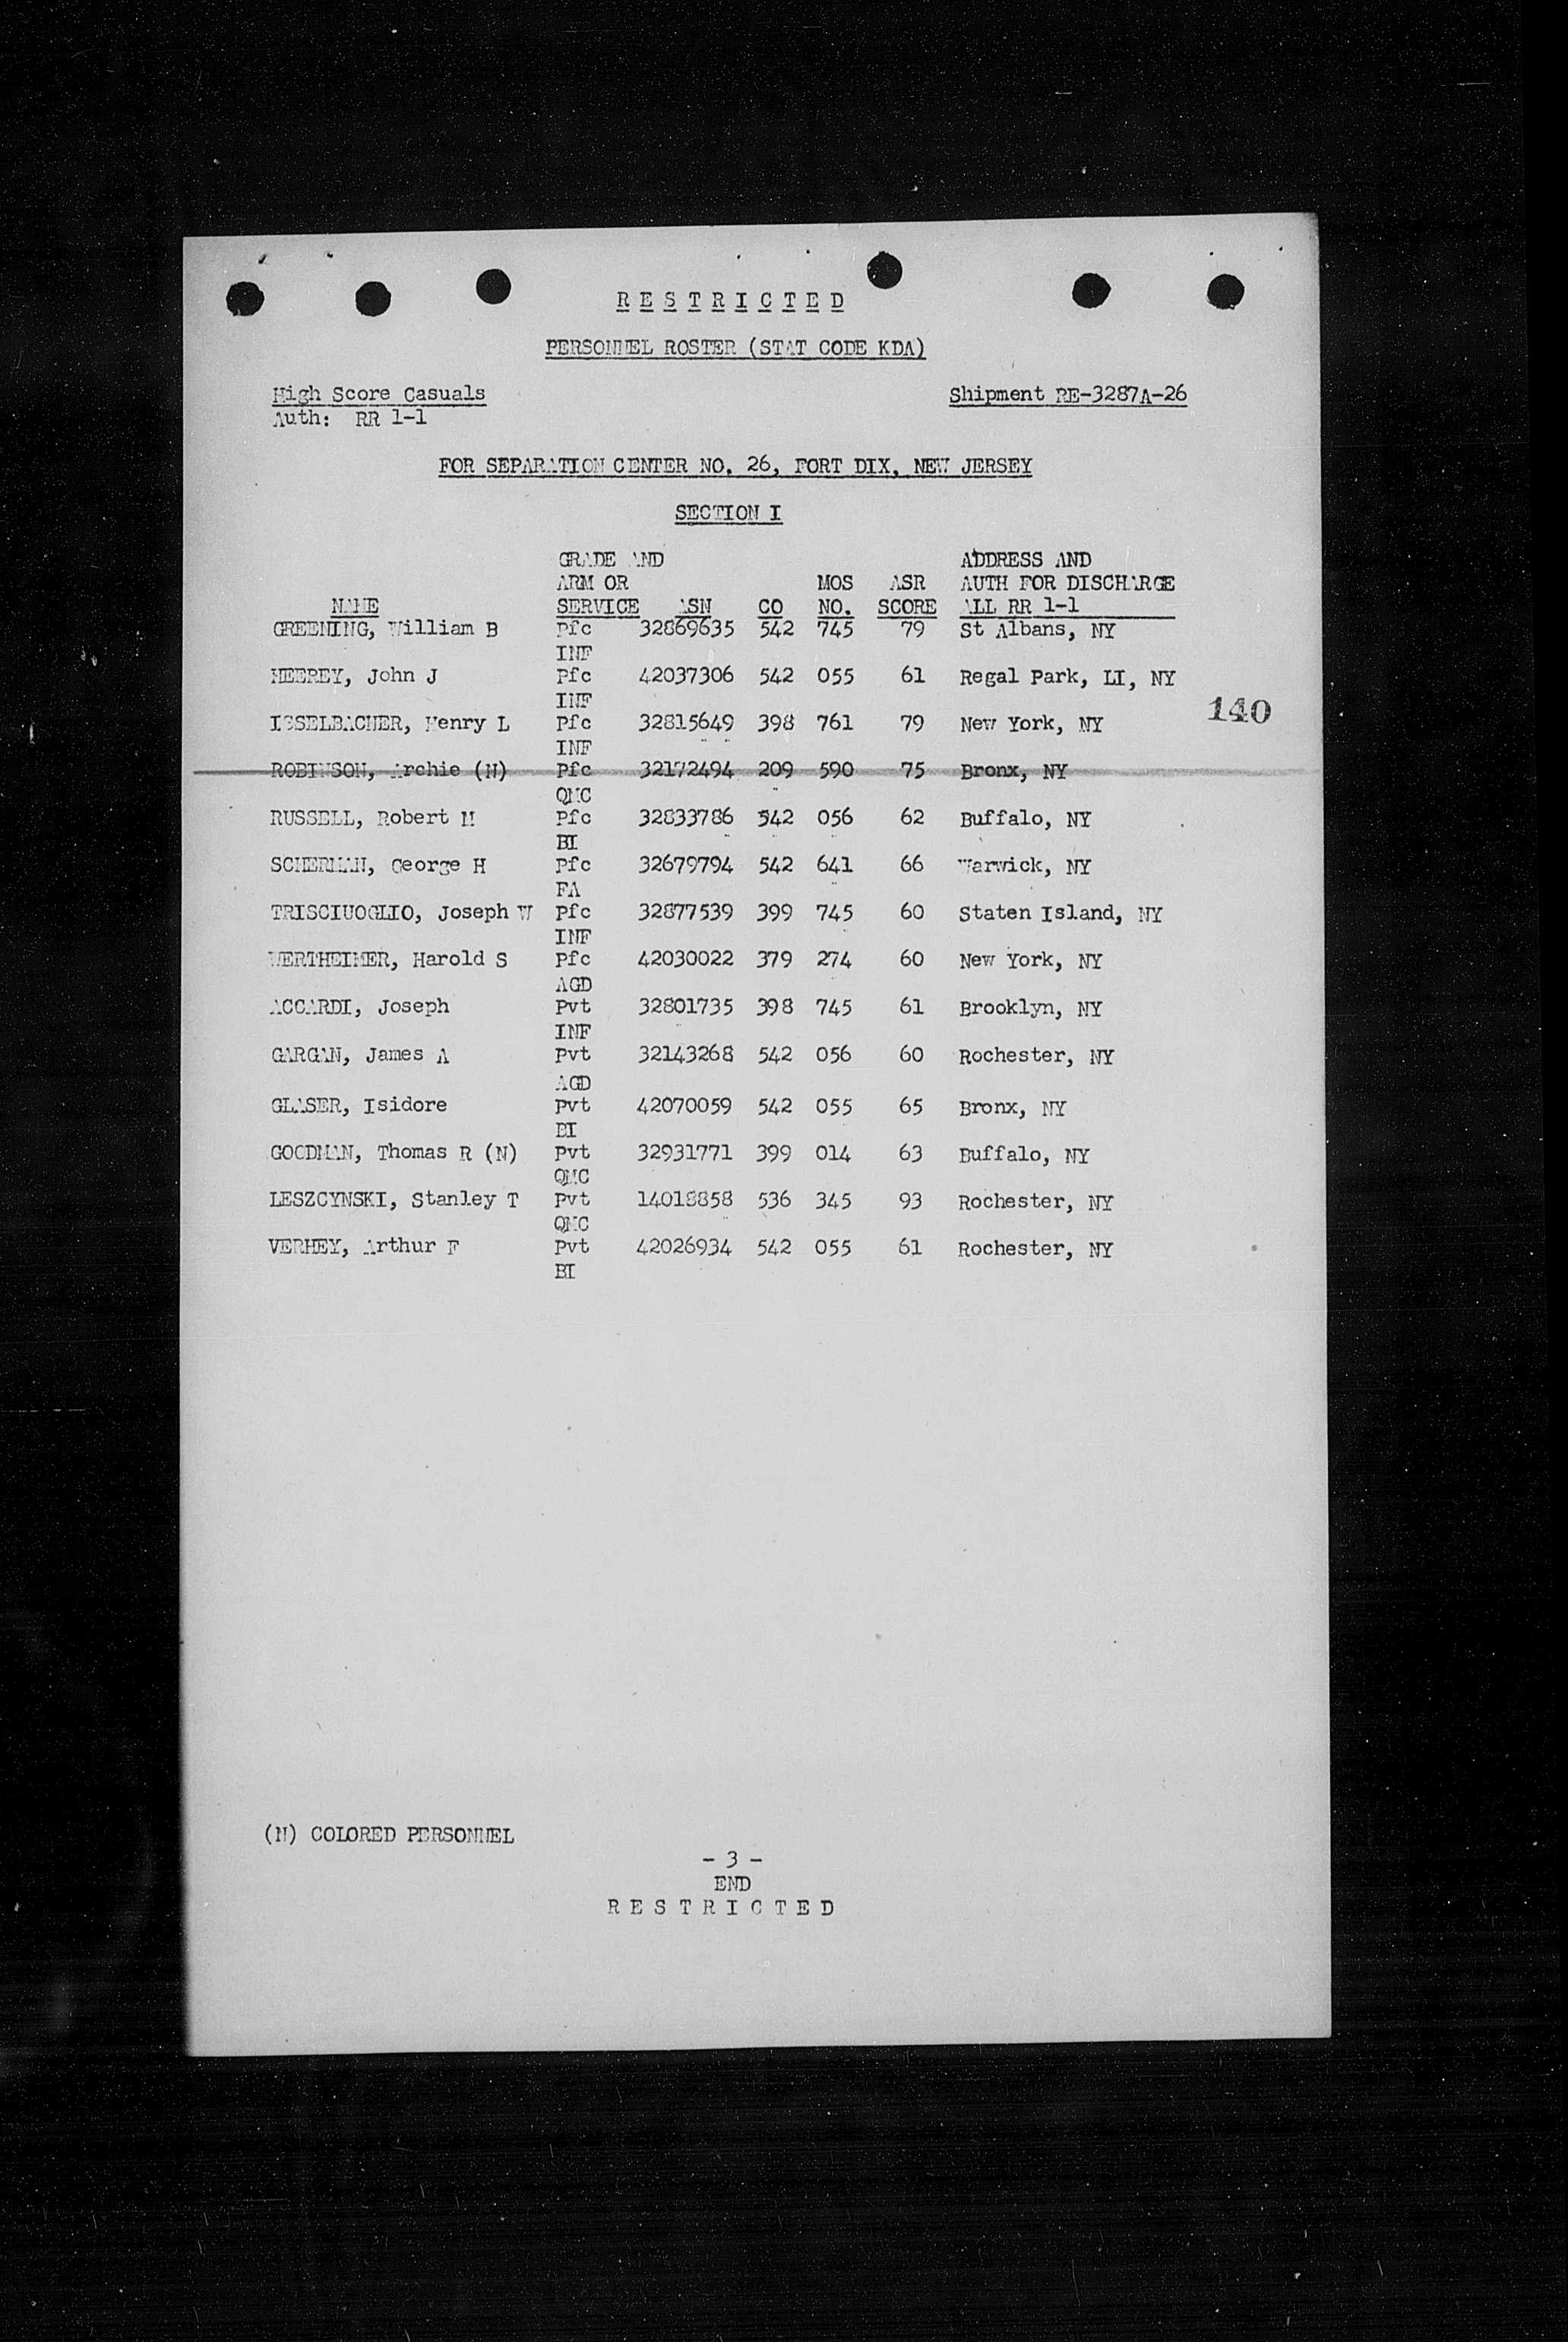 R E S T R I C T E D
PERSONNEL ROSTER (STAT CODE KDA)
High Score Casuals Shipment RE-3287A-26
Auth: RR 1-1
FOR SEPARATION CENTER NO. 26, FORT DIX, NEW JERSEY
SECTION I
GRADE AND ADDRESS AND
ARM OR MOS ASR AUTH FOR DISCHARGE
NAME SERVICE ASN CO NO. SCORE ALL RR 1-1
GREENING, William B Pfc 32869635 542 745 79 St Albans, NY
INF
HEEREY, John J Pfc 42037306 542 055 61 Regal Park, LI, NY
INF
140
ISSELBACHER, Henry L Pfc 32815649 398 761 79 New York, NY
INF
ROBINSON, Archie (N) Pfc 32172494 209 590 75 Bronx, NY
QMC
RUSSELL, Robert M Pfc 32833786 542 056 62 Buffalo, NY
BI
SCHERMAN, George H Pfc 32679794 542 641 66 Warwick, NY
FA
TRISCIUOGLIO, Joseph W Pfc 32877539 399 745 60 Staten Island, NY
INF
WERTHEIMER, Harold S Pfc 42030022 379 274 60 New York, NY
AGD
ACCARDI, Joseph Pvt 32801735 398 745 61 Brooklyn, NY
INF
GARGAN, James A Pvt 32143268 542 056 60 Rochester, NY
AGD
GLASER, Isidore Pvt 42070059 542 055 65 Bronx, NY
BI
GOODMAN, Thomas R (N) Pvt 32931771 399 014 63 Buffalo, NY
QMC
LESZCYNSKI, Stanley T Pvt 14018858 536 345 93 Rochester, NY
QMC
VERHEY, Arthur F Pvt 42026934 542 055 61 Rochester, NY
BI
(N) COLORED PERSONNEL
- 3 -
END
R E S T R I C T E D